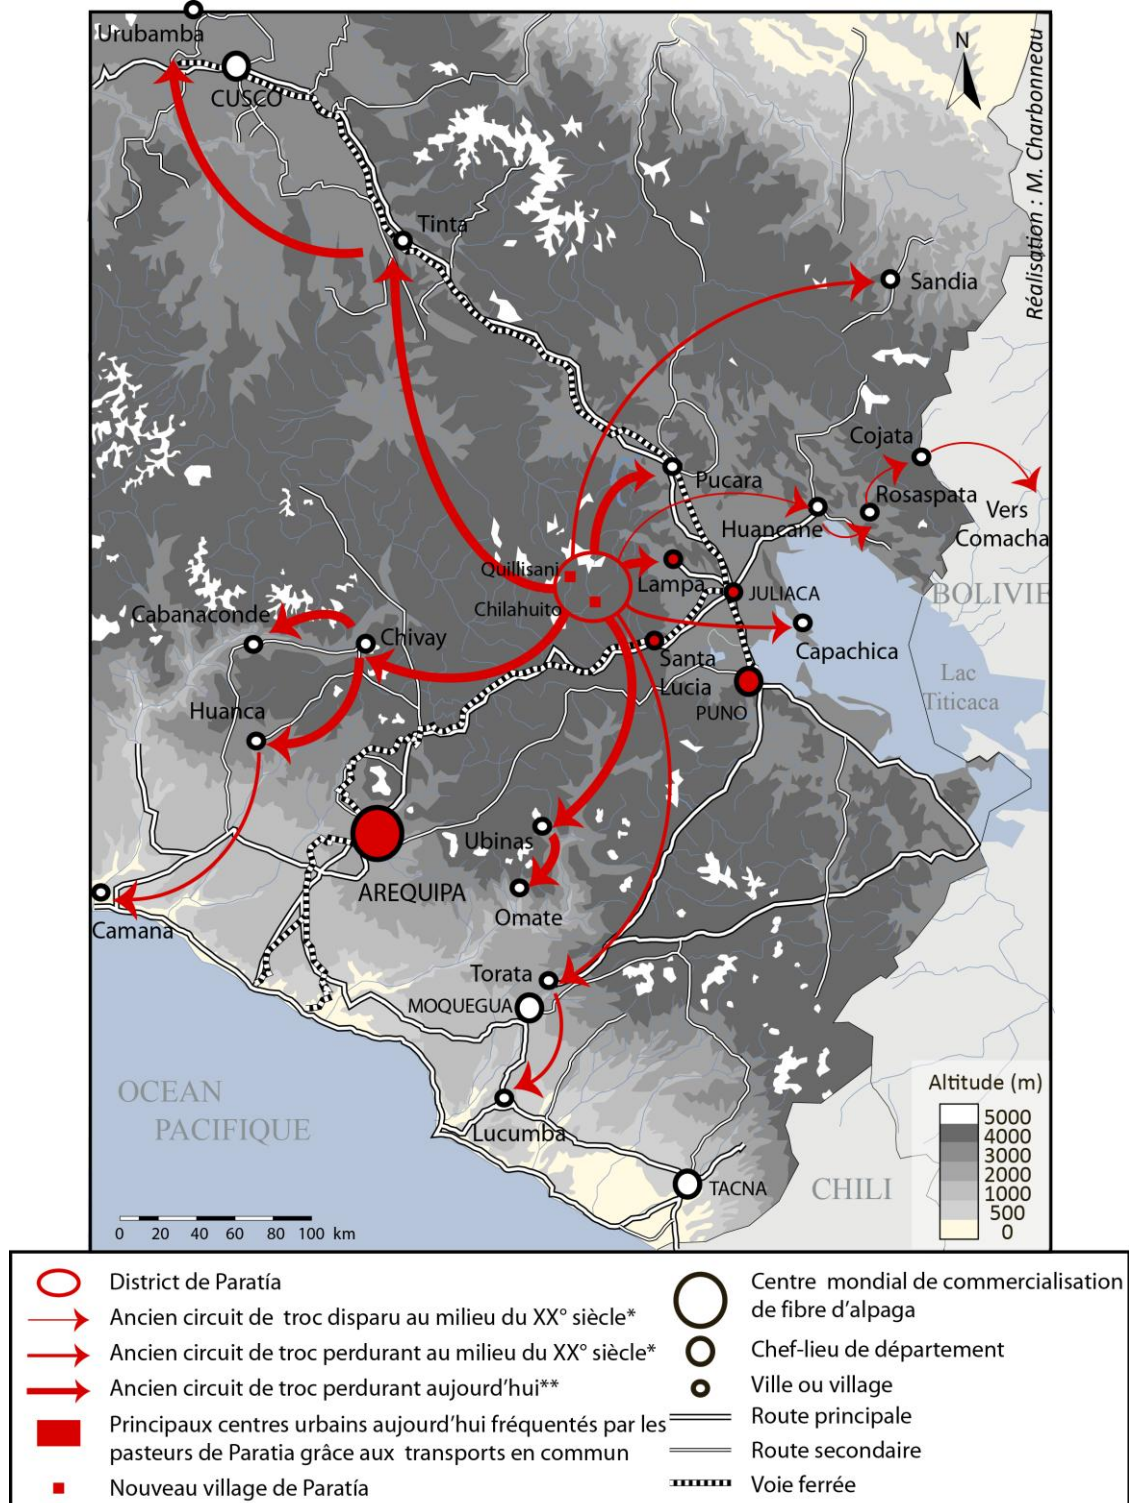 Urubamba
CUSCO
N
Réalisation : M. Charbonneau
Tinta
Sandia
Cojata
Pucara
Rosaspata
Huancane
Vers
Comacha
Quillisani
Lampa
Chilahuito
JULIACA
BOLIVIE
Cabanaconde
Chivay
Capachica
Santa
Lucia
Lac
Titicaca
Huanca
PUNO
Ubinas
AREQUIPA
Omate
Camana
Torata
MOQUEGUA
OCEAN
PACIFIQUE
Lucumba
TACNA
CHILI
Altitude (m)
5000
4000
3000
2000
1000
500
0
0 20 40 60 80 100 km
District de Paratía
Ancien circuit de troc disparu au milieu du XX° siècle*
Ancien circuit de troc perdurant au milieu du XX° siècle*
Ancien circuit de troc perdurant aujourd'hui**
Principaux centres urbains aujourd'hui fréquentés par les
pasteurs de Paratia grâce aux transports en commun
Nouveau village de Paratía
Centre mondial de commercialisation
de fibre d'alpaga
Chef-lieu de département
Ville ou village
Route principale
Route secondaire
Voie ferrée